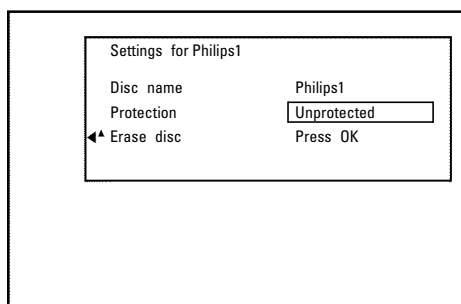 Settings for Philips1
Disc name Philips1
Protection Unprotected
Erase disc Press OK